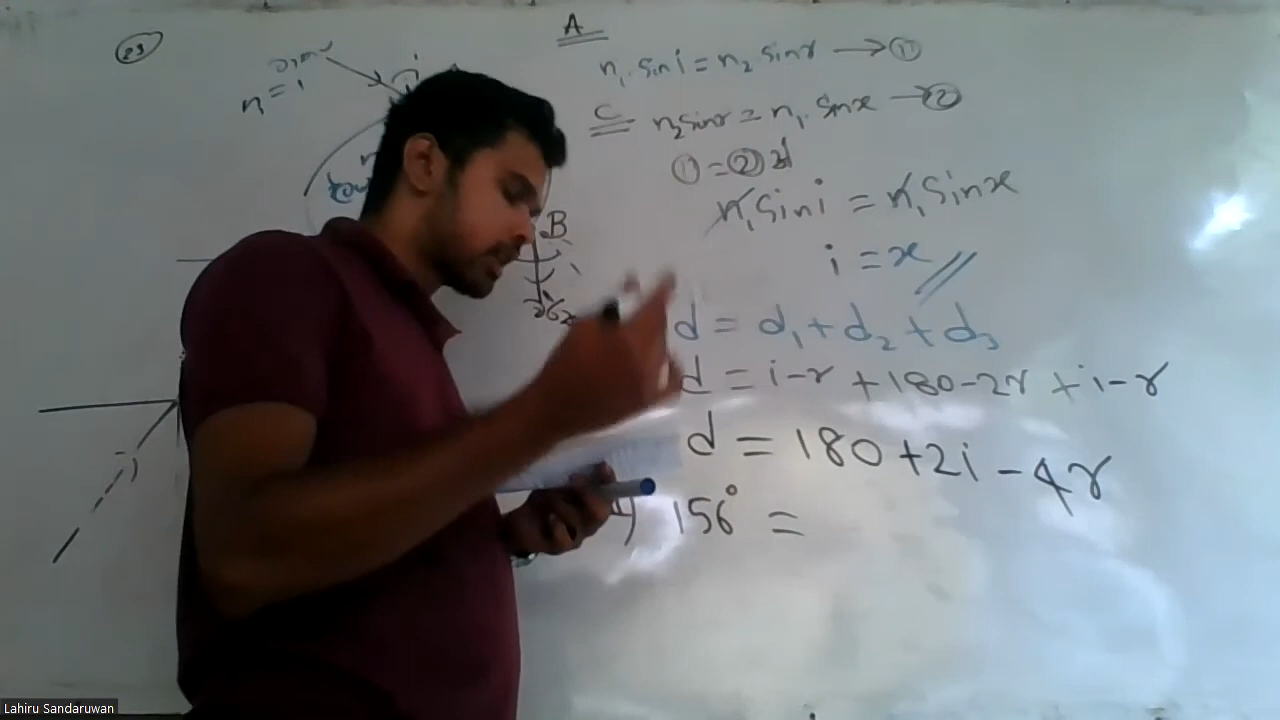 23
A
n₁ sin i = n₂ sin r → ①
n = 1
C n₂ sin r = n₁ sin x → ②
① = ②
n₁ sin i = n₁ sin x
B
i = x //
d = d₁ + d₂ + d₃
d = i - r + 180 - 2r + i - r
d = 180 + 2i - 4r
156° =
Lahiru Sandaruwan